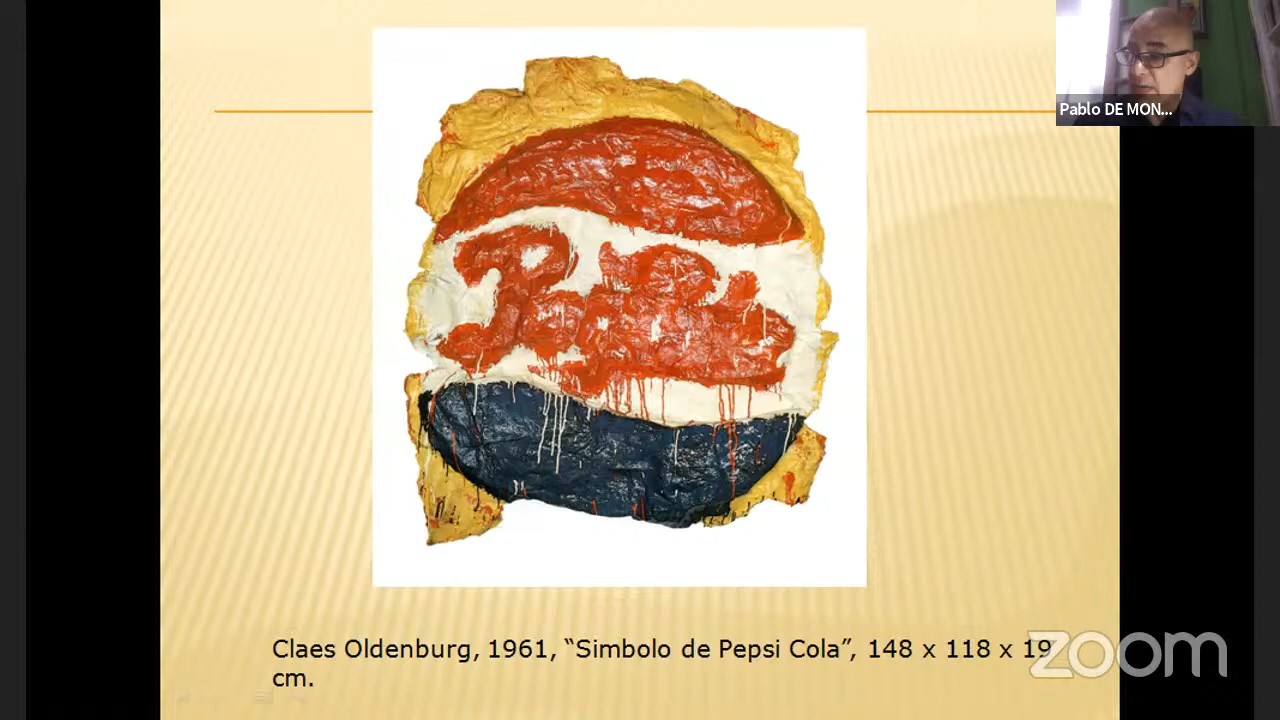 Pablo DE MON...
Pepsi
Claes Oldenburg, 1961, “Simbolo de Pepsi Cola”, 148 x 118 x 19
cm.
zoom